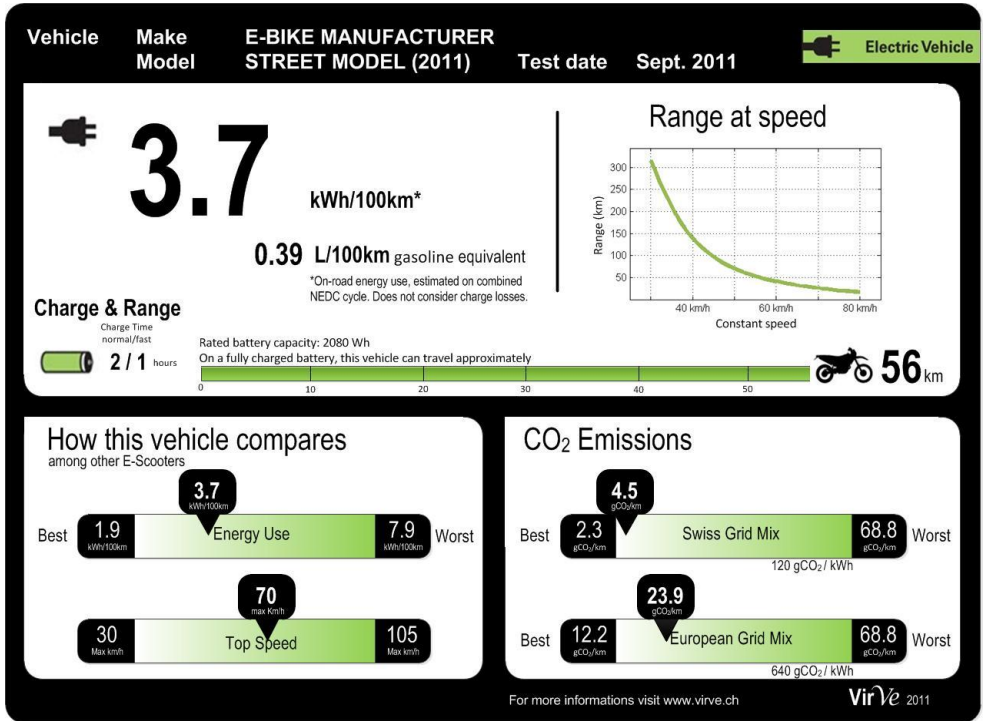 Vehicle Make E-BIKE MANUFACTURER
Model STREET MODEL (2011) Test date Sept. 2011
Electric Vehicle
3.7 kWh/100km*
0.39 L/100km gasoline equivalent
*On-road energy use, estimated on combined
NEDC cycle. Does not consider charge losses.
Range at speed
Range (km)
300
250
200
150
100
50
40 km/h 60 km/h 80 km/h
Constant speed
Charge & Range
Charge Time
normal/fast
2 / 1 hours
Rated battery capacity: 2080 Wh
On a fully charged battery, this vehicle can travel approximately
0 10 20 30 40 50
56 km
How this vehicle compares
among other E-Scooters
3.7
kWh/100km
Best 1.9 kWh/100km Energy Use 7.9 kWh/100km Worst
70
max Km/h
30 Max km/h Top Speed 105 Max km/h
CO₂ Emissions
4.5
gCO₂/km
Best 2.3 gCO₂/km Swiss Grid Mix 68.8 gCO₂/km Worst
120 gCO₂ / kWh
23.9
gCO₂/km
Best 12.2 gCO₂/km European Grid Mix 68.8 gCO₂/km Worst
640 gCO₂ / kWh
For more informations visit www.virve.ch VirVe 2011